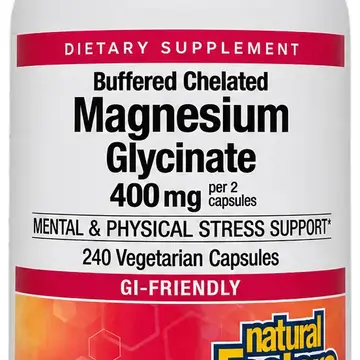 DIETARY SUPPLEMENT
Buffered Chelated
Magnesium
Glycinate
400 mg per 2 capsules
MENTAL & PHYSICAL STRESS SUPPORT*
240 Vegetarian Capsules
GI-FRIENDLY
natural